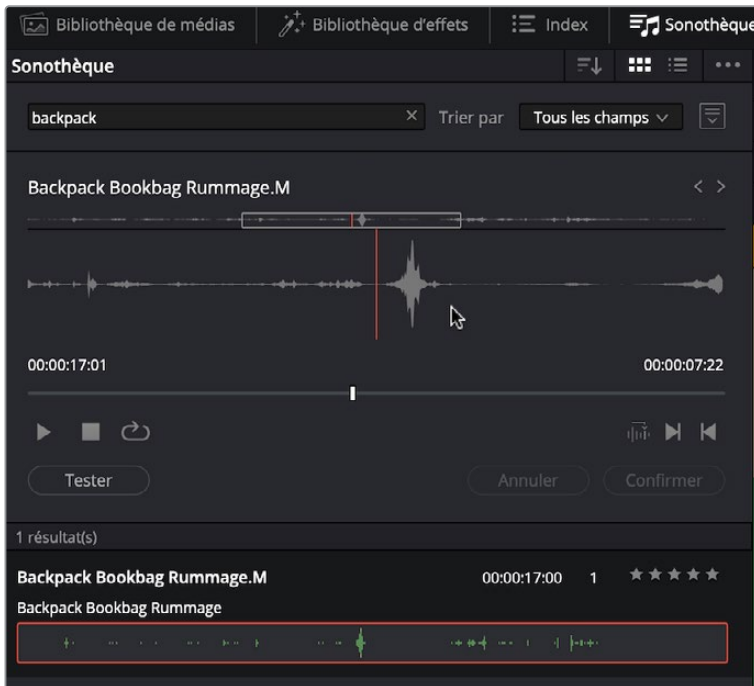 Bibliothèque de médias Bibliothèque d'effets Index Sonothèque
Sonothèque
backpack × Trier par Tous les champs
Backpack Bookbag Rummage.M
00:00:17:01 00:00:07:22
Tester Annuler Confirmer
1 résultat(s)
Backpack Bookbag Rummage.M 00:00:17:00 1
Backpack Bookbag Rummage